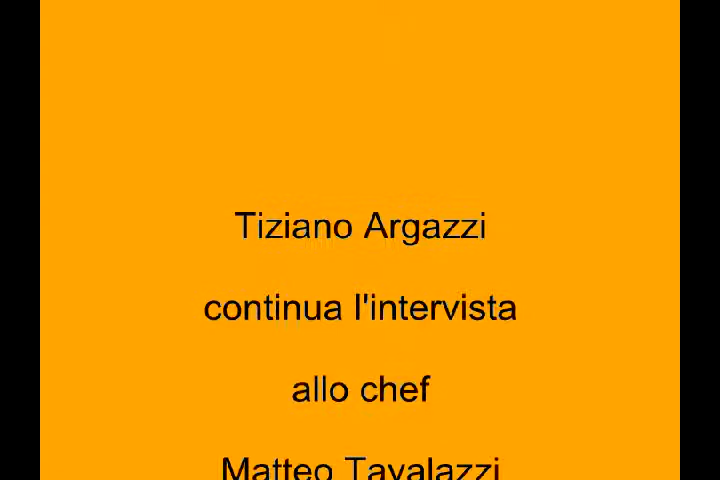 Tiziano Argazzi
continua l'intervista
allo chef
Matteo Tavalazzi